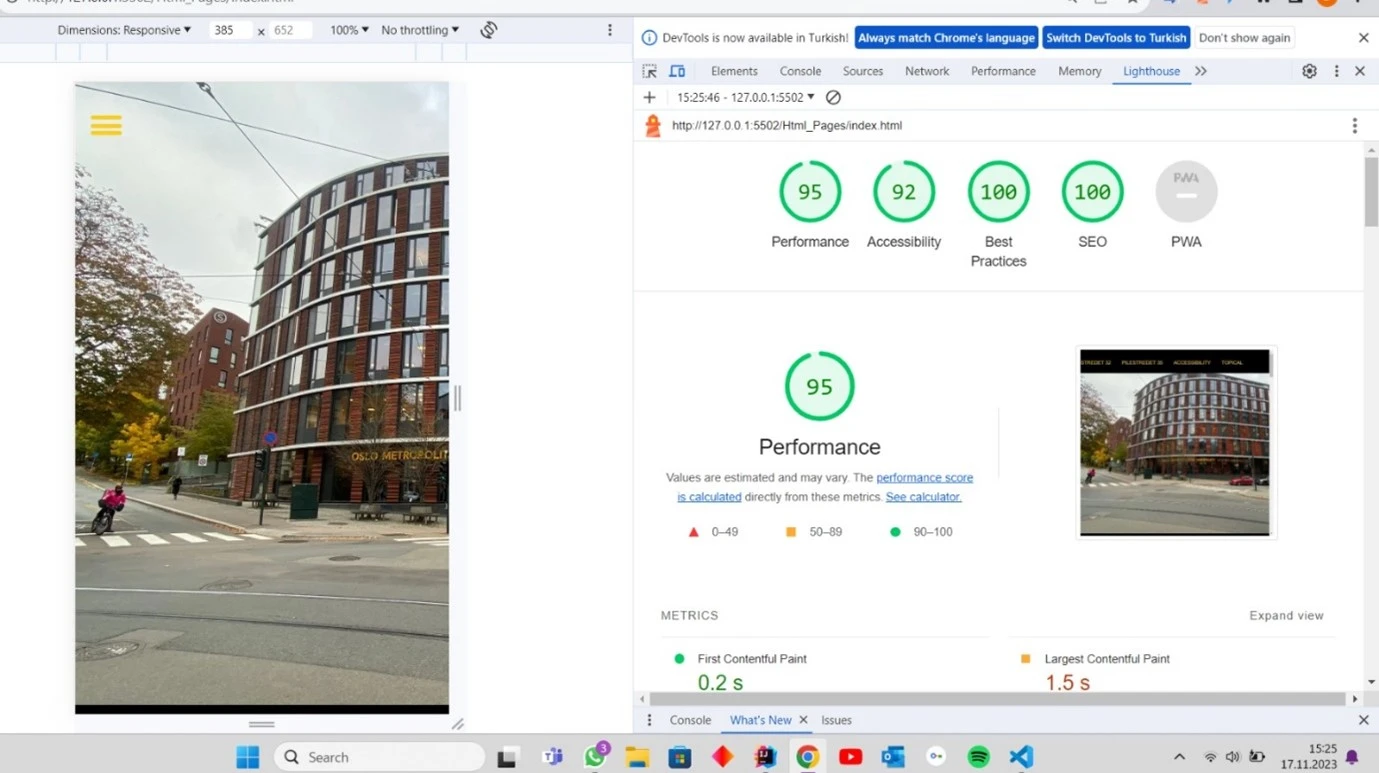 Dimensions: Responsive 385 x 652 100% No throttling
DevTools is now available in Turkish! Always match Chrome's language Switch DevTools to Turkish Don't show again
Elements Console Sources Network Performance Memory Lighthouse
15:25:46 - 127.0.0.1:5502
http://127.0.0.1:5502/Html_Pages/index.html
95 92 100 100 PWA
Performance Accessibility Best Practices SEO PWA
OSLO METROPOLIT
95
PILESTREDET 35 ACCESSIBILITY TOPICAL
Performance
Values are estimated and may vary. The performance score
is calculated directly from these metrics. See calculator.
0–49 50–89 90–100
METRICS Expand view
First Contentful Paint Largest Contentful Paint
0.2 s 1.5 s
Console What's New Issues
Search
3
15:25
17.11.2023